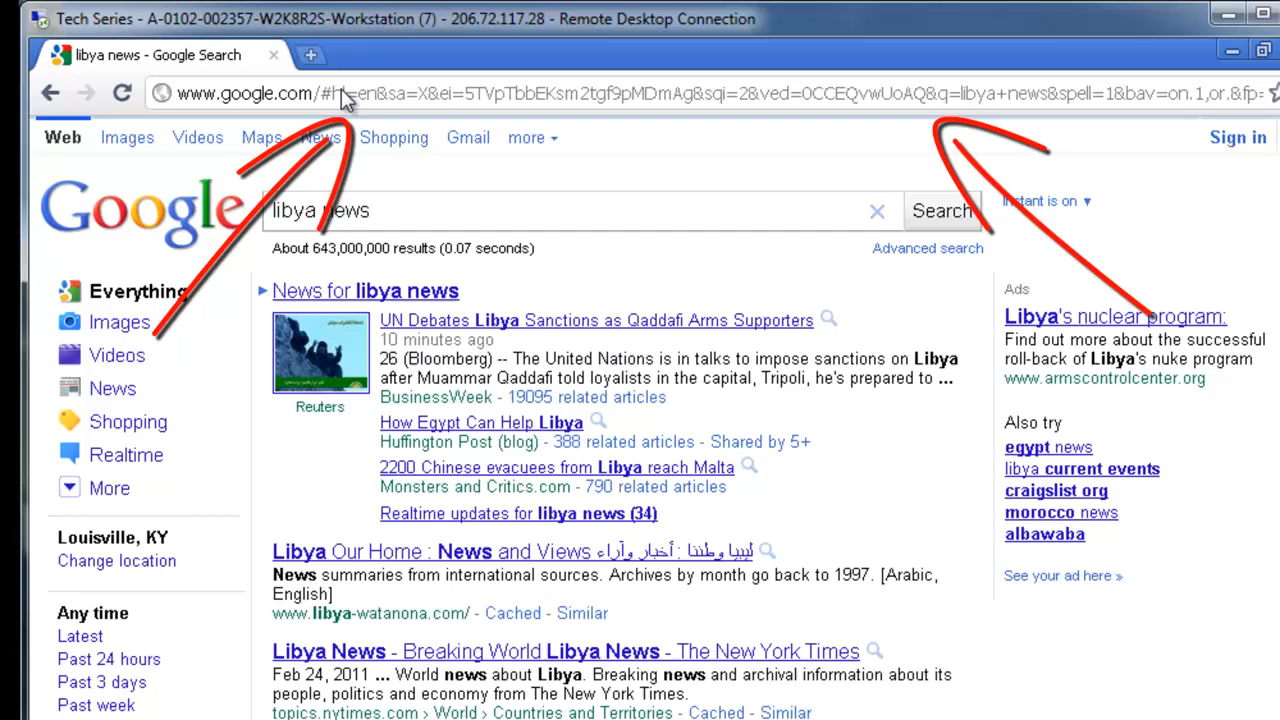 Tech Series - A-0102-002357-W2K8R2S-Workstation (7) - 206.72.117.28 - Remote Desktop Connection
libya news - Google Search
www.google.com/#hl=en&sa=X&ei=5TVpTbbEKsm2tgf9pMDmAg&sqi=2&ved=0CCEQvwUoAQ&q=libya+news&spell=1&bav=on.1,or.&fp=
Web Images Videos Maps News Shopping Gmail more Sign in
Google
libya news
Search
Instant is on ▼
About 643,000,000 results (0.07 seconds)
Advanced search
Everything
Images
Videos
News
Shopping
Realtime
More
Louisville, KY
Change location
Any time
Latest
Past 24 hours
Past 3 days
Past week
News for libya news
Reuters
UN Debates Libya Sanctions as Qaddafi Arms Supporters
10 minutes ago
26 (Bloomberg) -- The United Nations is in talks to impose sanctions on Libya
after Muammar Qaddafi told loyalists in the capital, Tripoli, he's prepared to ...
BusinessWeek - 19095 related articles
How Egypt Can Help Libya
Huffington Post (blog) - 388 related articles - Shared by 5+
2200 Chinese evacuees from Libya reach Malta
Monsters and Critics.com - 790 related articles
Realtime updates for libya news (34)
Libya Our Home : News and Views ليبيا وطننا : أخبار وآراء
News summaries from international sources. Archives by month go back to 1997. [Arabic,
English]
www.libya-watanona.com/ - Cached - Similar
Libya News - Breaking World Libya News - The New York Times
Feb 24, 2011 ... World news about Libya. Breaking news and archival information about its
people, politics and economy from The New York Times.
topics.nytimes.com › World › Countries and Territories - Cached - Similar
Ads
Libya's nuclear program:
Find out more about the successful
roll-back of Libya's nuke program
www.armscontrolcenter.org
Also try
egypt news
libya current events
craigslist org
morocco news
albawaba
See your ad here »